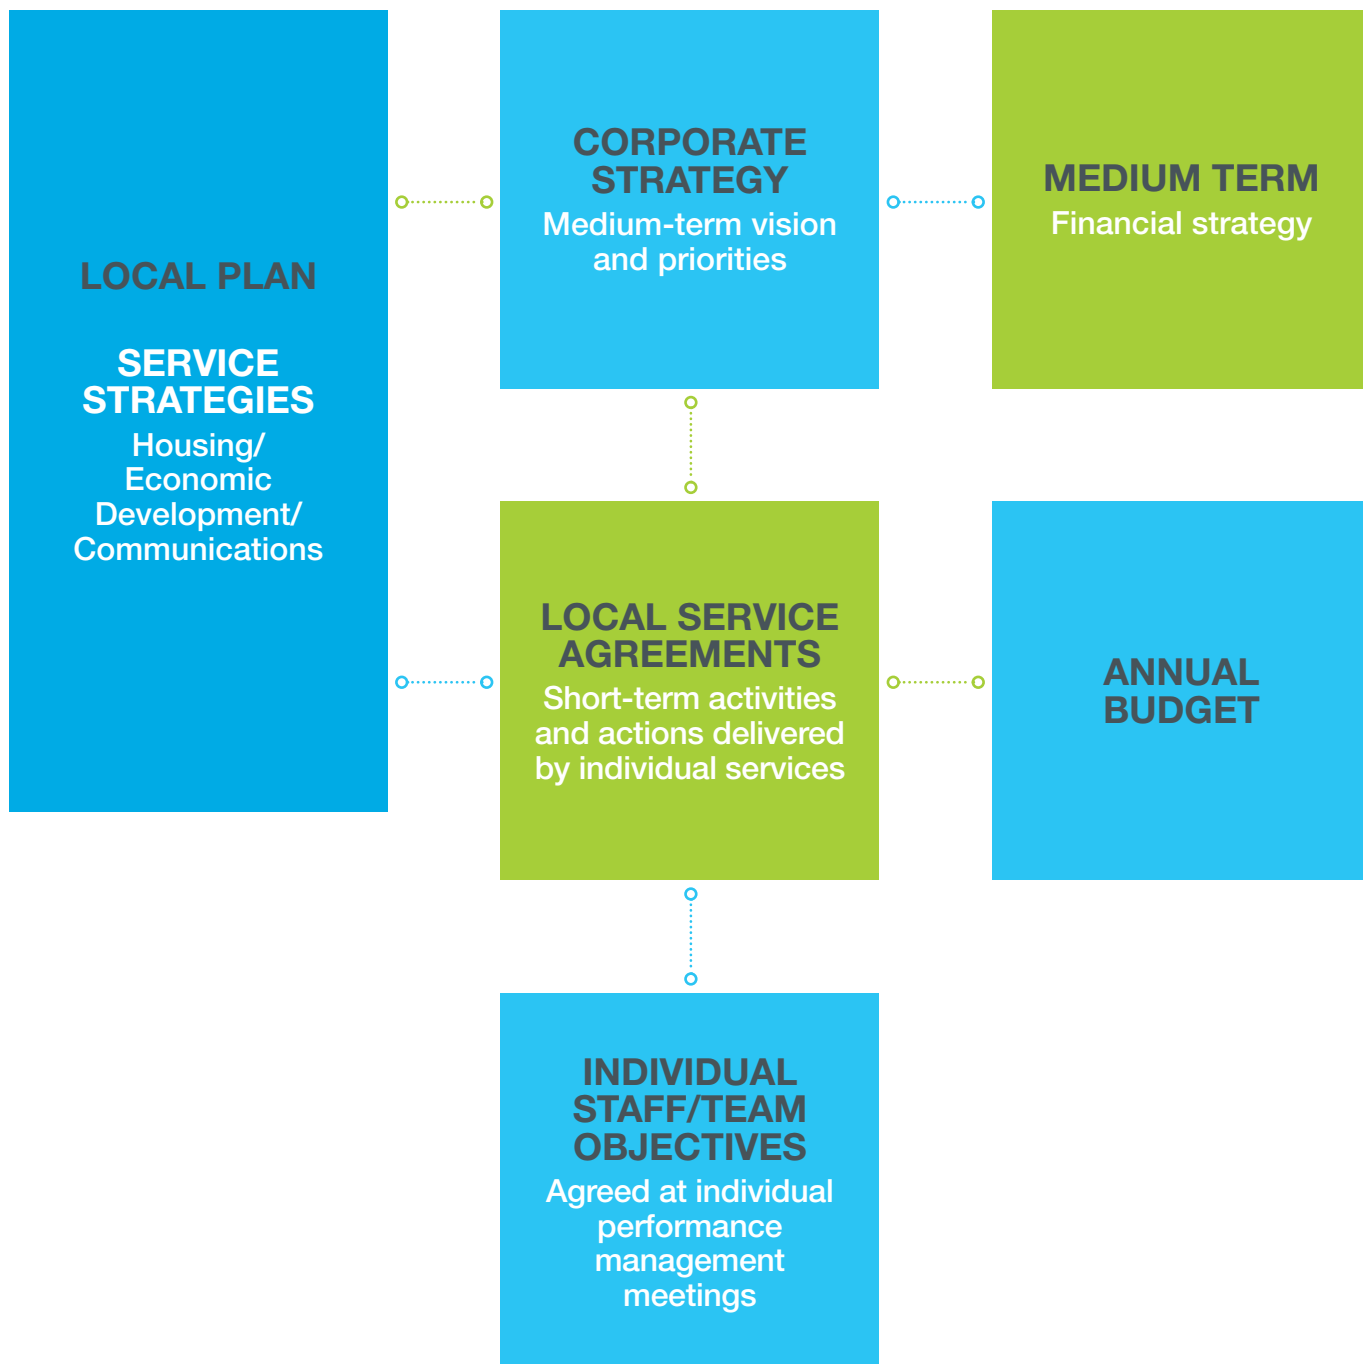 LOCAL PLAN
SERVICE
STRATEGIES
Housing/
Economic
Development/
Communications
CORPORATE
STRATEGY
Medium-term vision
and priorities
MEDIUM TERM
Financial strategy
LOCAL SERVICE
AGREEMENTS
Short-term activities
and actions delivered
by individual services
ANNUAL
BUDGET
INDIVIDUAL
STAFF/TEAM
OBJECTIVES
Agreed at individual
performance
management
meetings